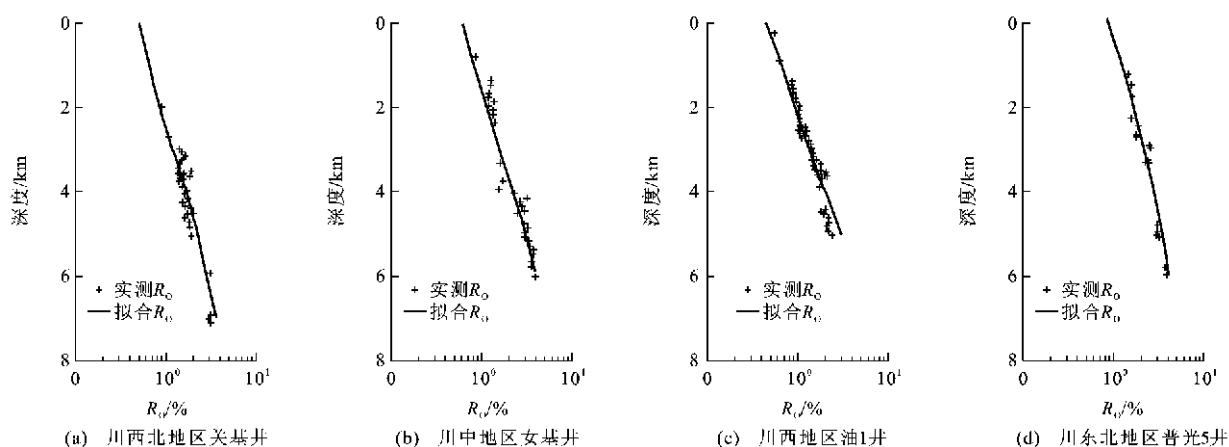 0
2
4
6
8
深度/km
+ 实测Ro
— 拟合Ro
0 10⁰ 10¹
Ro/%
(a) 川西北地区关基井
0
2
4
6
8
深度/km
+ 实测Ro
— 拟合Ro
0 10⁰ 10¹
Ro/%
(b) 川中地区女基井
0
2
4
6
8
深度/km
+ 实测Ro
— 拟合Ro
0 10⁰ 10¹
Ro/%
(c) 川西地区油1井
0
2
4
6
8
深度/km
+ 实测Ro
— 拟合Ro
0 10⁰ 10¹
Ro/%
(d) 川东北地区普光5井